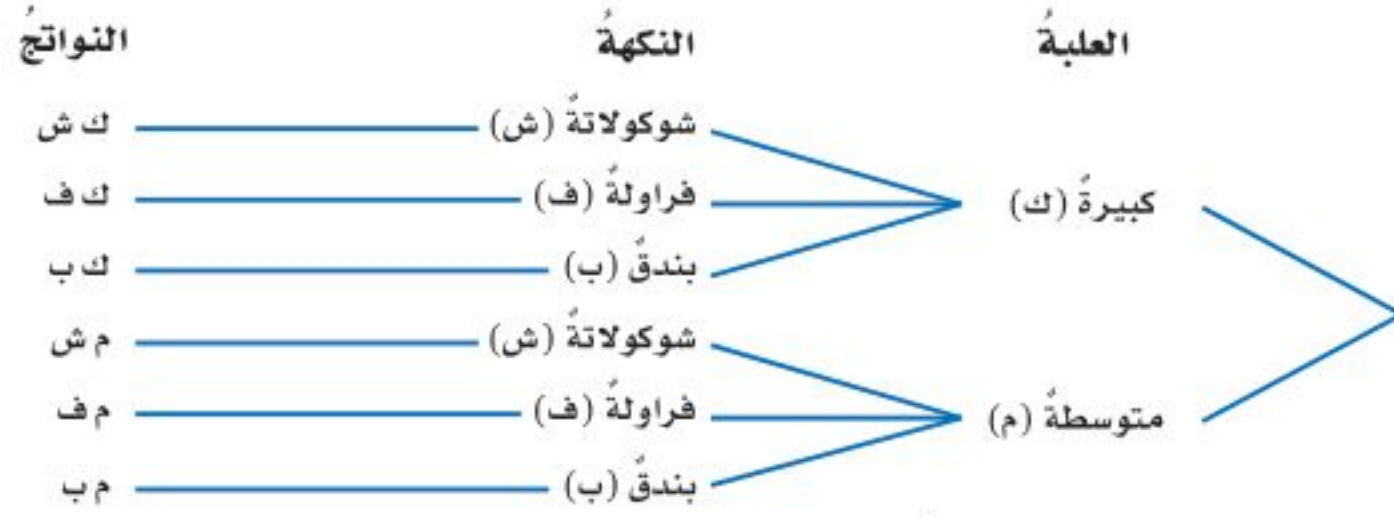 العلبةُ النكهةُ النواتجُ
شوكولاتةٌ (ش) ك ش
كبيرةٌ (ك) فراولةٌ (ف) ك ف
بندقٌ (ب) ك ب
شوكولاتةٌ (ش) م ش
متوسطةٌ (م) فراولةٌ (ف) م ف
بندقٌ (ب) م ب